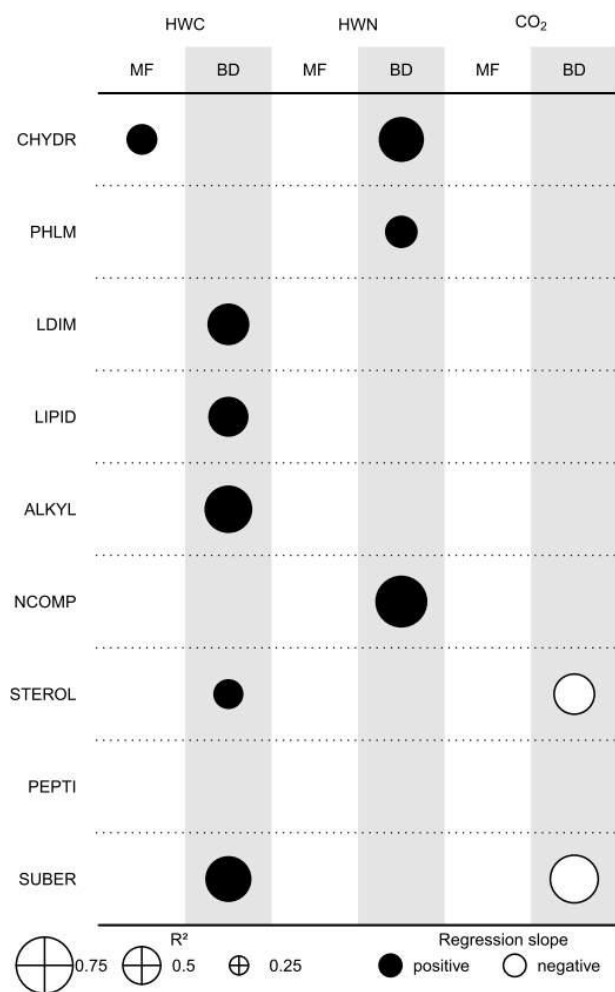 HWC HWN CO₂
MF BD MF BD MF BD
CHYDR
PHLM
LDIM
LIPID
ALKYL
NCOMP
STEROL
PEPTI
SUBER
R² Regression slope
0.75 0.5 0.25 positive negative